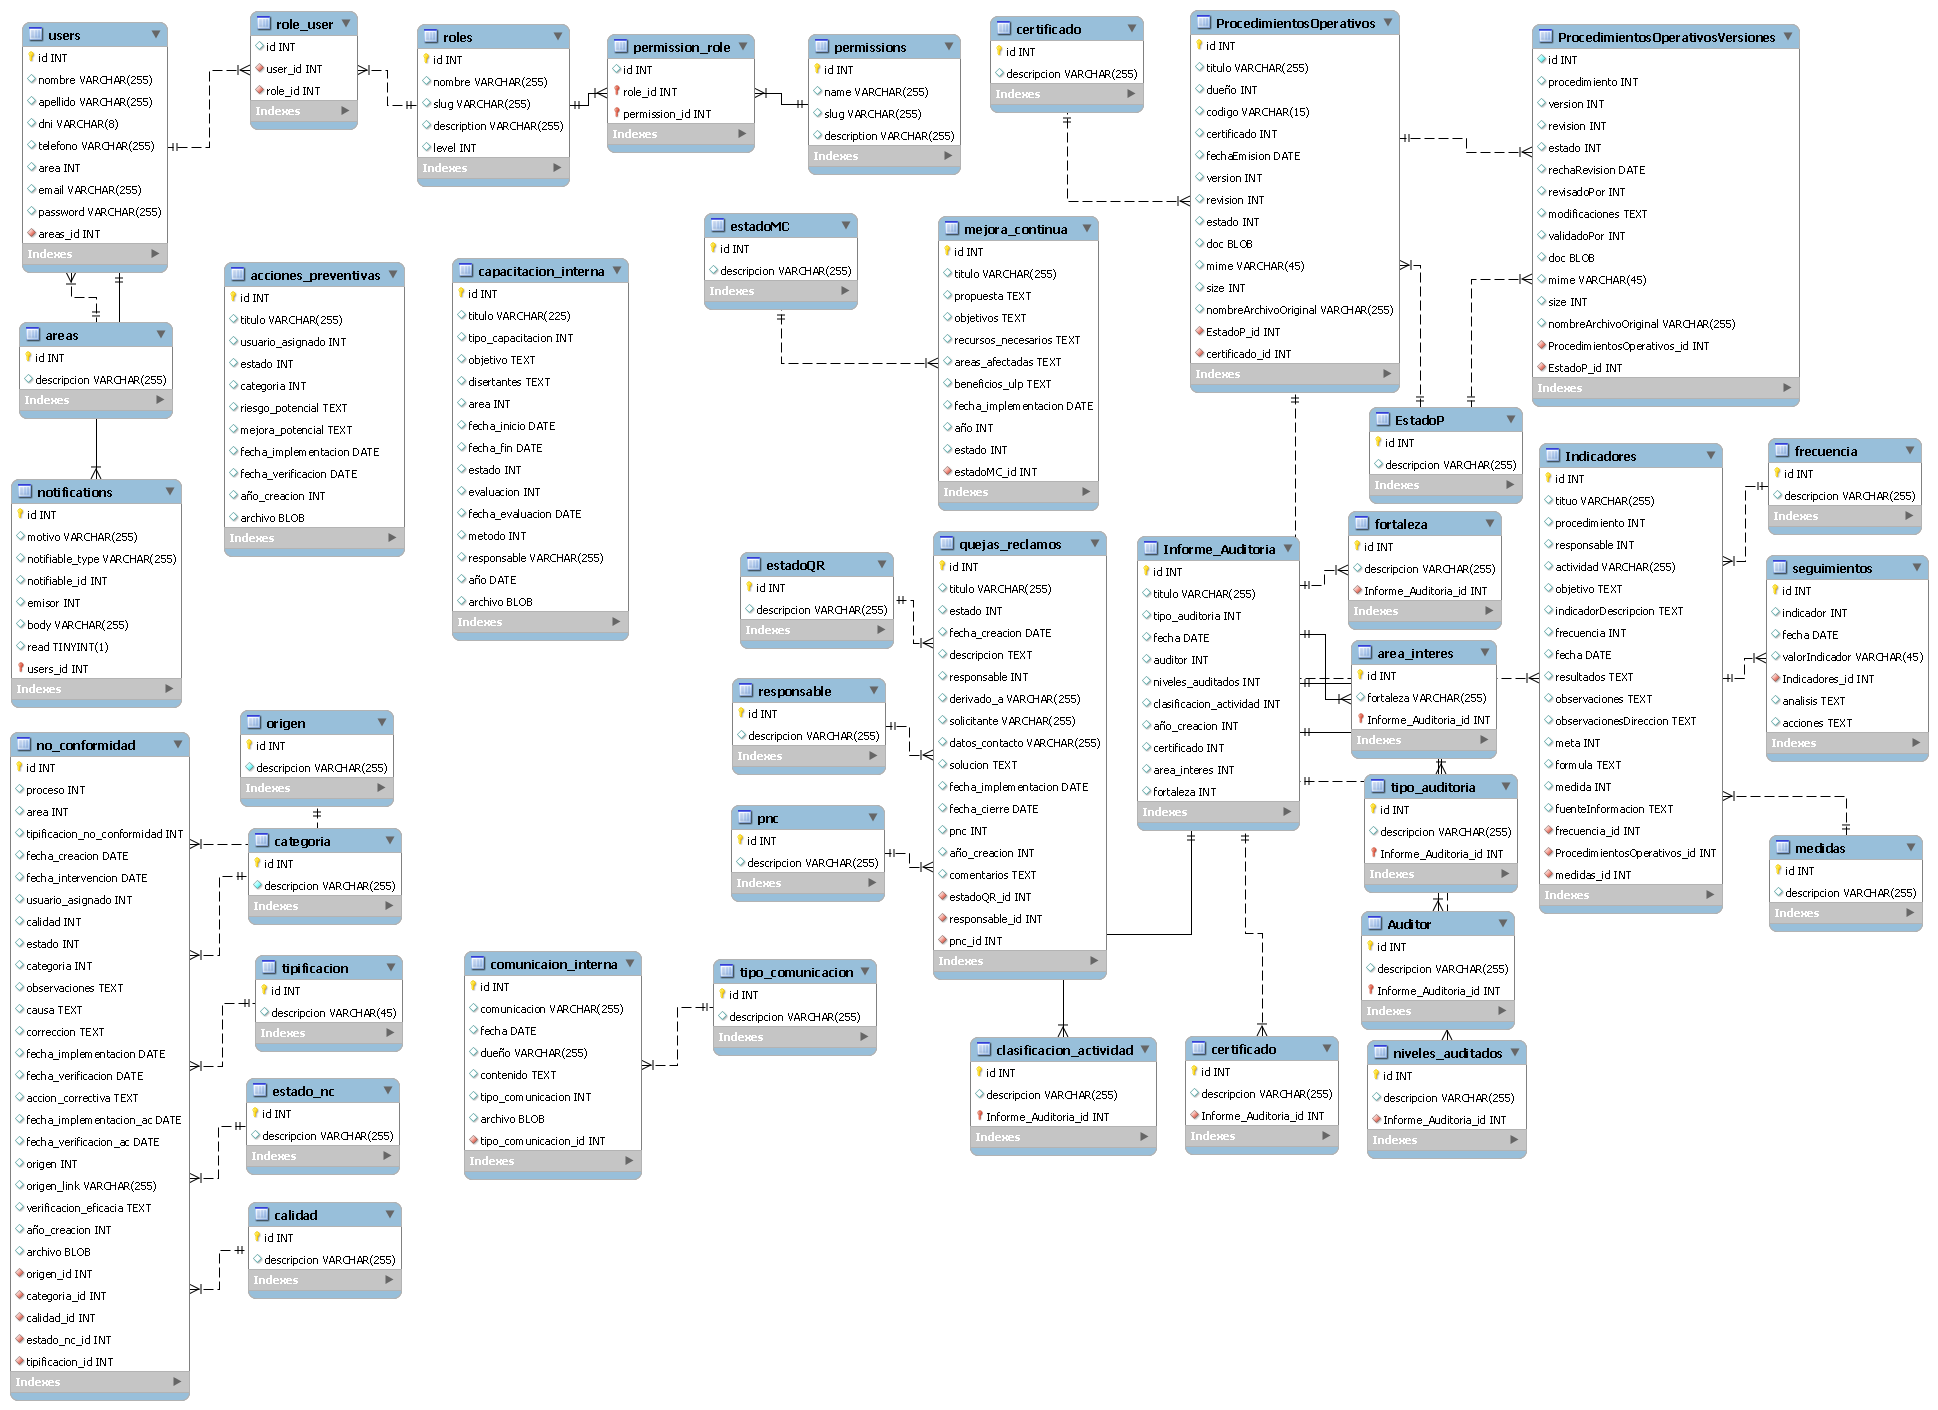 users
id INT
nombre VARCHAR(255)
apellido VARCHAR(255)
dni VARCHAR(8)
telefono VARCHAR(255)
area INT
email VARCHAR(255)
password VARCHAR(255)
areas_id INT
Indexes
role_user
id INT
user_id INT
role_id INT
Indexes
roles
id INT
nombre VARCHAR(255)
slug VARCHAR(255)
description VARCHAR(255)
level INT
Indexes
permission_role
id INT
role_id INT
permission_id INT
Indexes
permissions
id INT
name VARCHAR(255)
slug VARCHAR(255)
description VARCHAR(255)
Indexes
certificado
id INT
descripcion VARCHAR(255)
Indexes
ProcedimientosOperativos
id INT
titulo VARCHAR(255)
dueño INT
codigo VARCHAR(15)
certificado INT
fechaEmision DATE
version INT
revision INT
estado INT
doc BLOB
mime VARCHAR(45)
size INT
nombreArchivoOriginal VARCHAR(255)
EstadoP_id INT
certificado_id INT
Indexes
ProcedimientosOperativosVersiones
id INT
procedimiento INT
version INT
revision INT
estado INT
rechaRevision DATE
revisadoPor INT
modificaciones TEXT
validadoPor INT
doc BLOB
mime VARCHAR(45)
size INT
nombreArchivoOriginal VARCHAR(255)
ProcedimientosOperativos_id INT
EstadoP_id INT
Indexes
areas
id INT
descripcion VARCHAR(255)
Indexes
acciones_preventivas
id INT
titulo VARCHAR(255)
usuario_asignado INT
estado INT
categoria INT
riesgo_potencial TEXT
mejora_potencial TEXT
fecha_implementacion DATE
fecha_verificacion DATE
año_creacion INT
archivo BLOB
Indexes
capacitacion_interna
id INT
titulo VARCHAR(225)
tipo_capacitacion INT
objetivo TEXT
disertantes TEXT
area INT
fecha_inicio DATE
fecha_fin DATE
estado INT
evaluacion INT
fecha_evaluacion DATE
metodo INT
responsable VARCHAR(255)
año DATE
archivo BLOB
Indexes
estadoMC
id INT
descripcion VARCHAR(255)
Indexes
mejora_continua
id INT
titulo VARCHAR(255)
propuesta TEXT
objetivos TEXT
recursos_necesarios TEXT
areas_afectadas TEXT
beneficios_ulp TEXT
fecha_implementacion DATE
año INT
estado INT
estadoMC_id INT
Indexes
EstadoP
id INT
descripcion VARCHAR(255)
Indexes
Indicadores
id INT
tituo VARCHAR(255)
procedimiento INT
responsable INT
actividad VARCHAR(255)
objetivo TEXT
indicadorDescripcion TEXT
frecuencia INT
fecha DATE
resultados TEXT
observaciones TEXT
observacionesDireccion TEXT
meta INT
formula TEXT
medida INT
fuenteInformacion TEXT
frecuencia_id INT
ProcedimientosOperativos_id INT
medidas_id INT
Indexes
frecuencia
id INT
descripcion VARCHAR(255)
Indexes
seguimientos
id INT
indicador INT
fecha DATE
valorIndicador VARCHAR(45)
Indicadores_id INT
analisis TEXT
acciones TEXT
Indexes
medidas
id INT
descripcion VARCHAR(255)
Indexes
notifications
id INT
motivo VARCHAR(255)
notifiable_type VARCHAR(255)
notifiable_id INT
emisor INT
body VARCHAR(255)
read TINYINT(1)
users_id INT
Indexes
estadoQR
id INT
descripcion VARCHAR(255)
Indexes
responsable
id INT
descripcion VARCHAR(255)
Indexes
pnc
id INT
descripcion VARCHAR(255)
Indexes
quejas_reclamos
id INT
titulo VARCHAR(255)
estado INT
fecha_creacion DATE
descripcion TEXT
responsable INT
derivado_a VARCHAR(255)
solicitante VARCHAR(255)
datos_contacto VARCHAR(255)
solucion TEXT
fecha_implementacion DATE
fecha_cierre DATE
pnc INT
año_creacion INT
comentarios TEXT
estadoQR_id INT
responsable_id INT
pnc_id INT
Indexes
Informe_Auditoria
id INT
titulo VARCHAR(255)
tipo_auditoria INT
fecha DATE
auditor INT
niveles_auditados INT
clasificacion_actividad INT
año_creacion INT
certificado INT
area_interes INT
fortaleza INT
Indexes
fortaleza
id INT
descripcion VARCHAR(255)
Informe_Auditoria_id INT
Indexes
area_interes
id INT
fortaleza VARCHAR(255)
Informe_Auditoria_id INT
Indexes
tipo_auditoria
id INT
descripcion VARCHAR(255)
Informe_Auditoria_id INT
Indexes
Auditor
id INT
descripcion VARCHAR(255)
Informe_Auditoria_id INT
Indexes
niveles_auditados
id INT
descripcion VARCHAR(255)
Informe_Auditoria_id INT
Indexes
certificado
id INT
descripcion VARCHAR(255)
Informe_Auditoria_id INT
Indexes
clasificacion_actividad
id INT
descripcion VARCHAR(255)
Informe_Auditoria_id INT
Indexes
no_conformidad
id INT
proceso INT
area INT
tipificacion_no_conformidad INT
fecha_creacion DATE
fecha_intervencion DATE
usuario_asignado INT
calidad INT
estado INT
categoria INT
observaciones TEXT
causa TEXT
correccion TEXT
fecha_implementacion DATE
fecha_verificacion DATE
accion_correctiva TEXT
fecha_implementacion_ac DATE
fecha_verificacion_ac DATE
origen INT
origen_link VARCHAR(255)
verificacion_eficacia TEXT
año_creacion INT
archivo BLOB
origen_id INT
categoria_id INT
calidad_id INT
estado_nc_id INT
tipificacion_id INT
Indexes
origen
id INT
descripcion VARCHAR(255)
Indexes
categoria
id INT
descripcion VARCHAR(255)
Indexes
tipificacion
id INT
descripcion VARCHAR(45)
Indexes
estado_nc
id INT
descripcion VARCHAR(255)
Indexes
calidad
id INT
descripcion VARCHAR(255)
Indexes
comunicaion_interna
id INT
comunicacion VARCHAR(255)
fecha DATE
dueño VARCHAR(255)
contenido TEXT
tipo_comunicacion INT
archivo BLOB
tipo_comunicacion_id INT
Indexes
tipo_comunicacion
id INT
descripcion VARCHAR(255)
Indexes